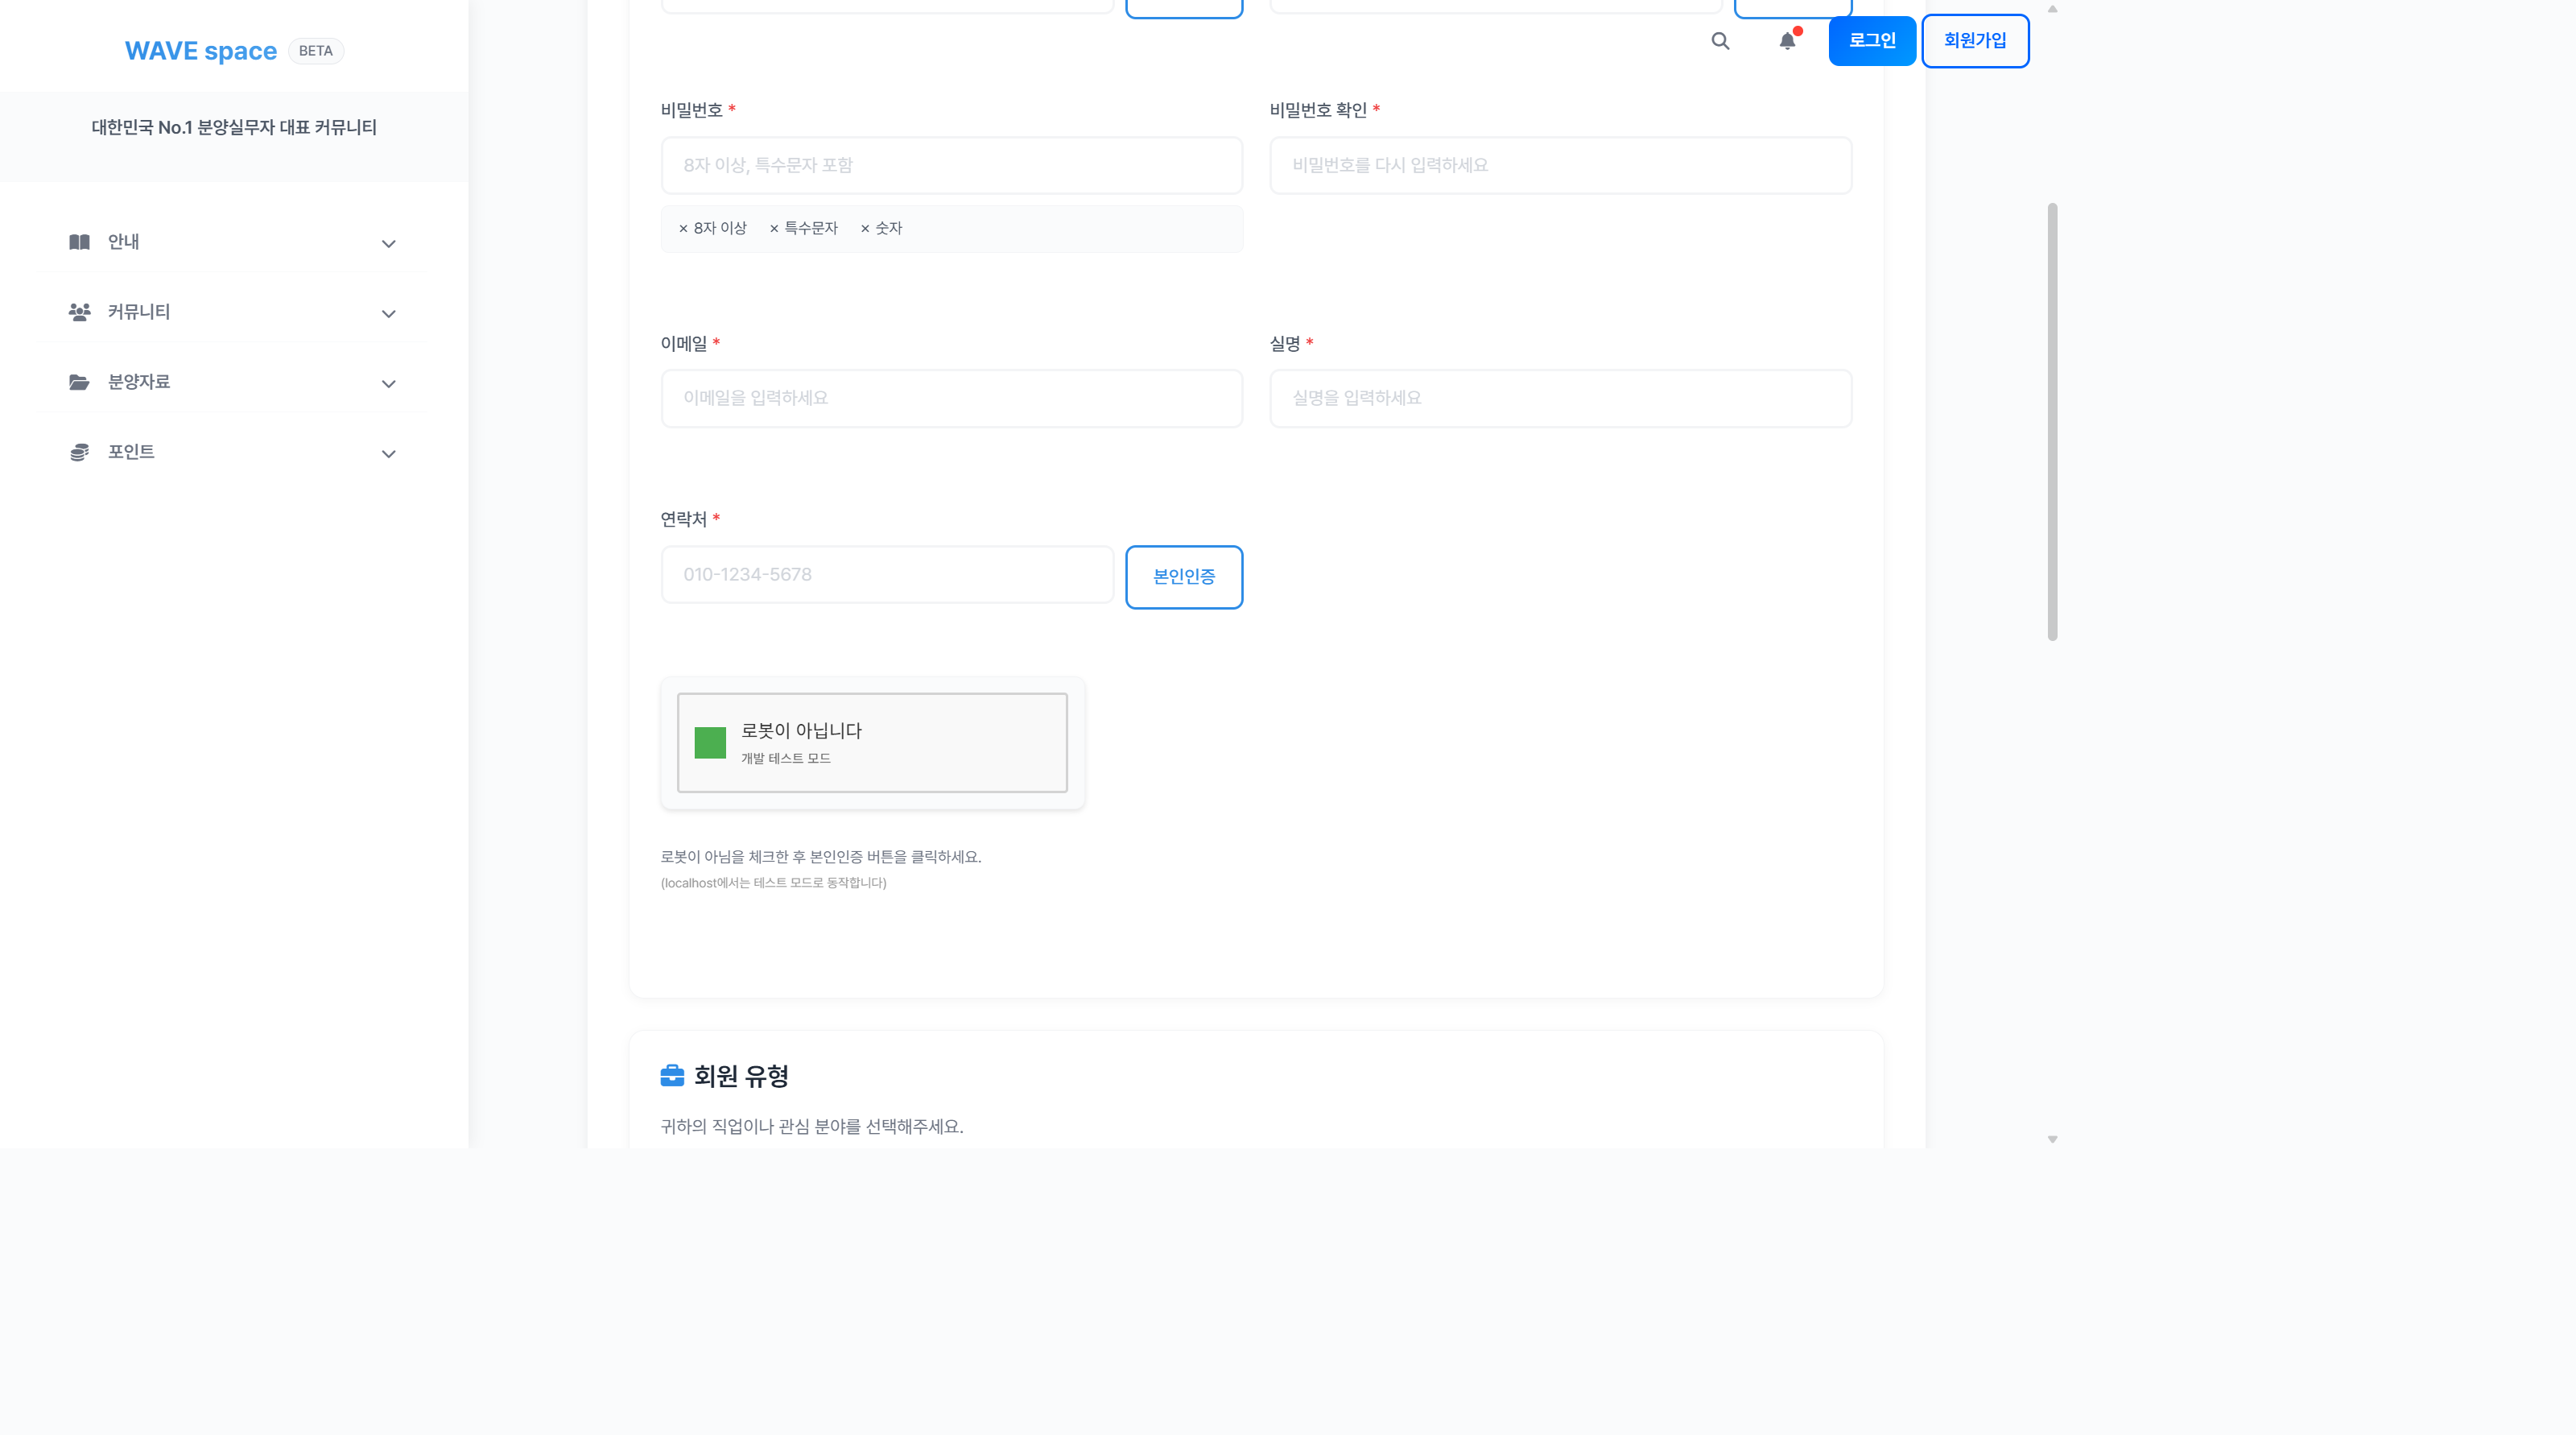 WAVE space BETA
대한민국 No.1 분양실무자 대표 커뮤니티
안내
커뮤니티
분양자료
포인트
로그인
회원가입
비밀번호 *
8자 이상, 특수문자 포함
× 8자 이상 × 특수문자 × 숫자
비밀번호 확인 *
비밀번호를 다시 입력하세요
이메일 *
이메일을 입력하세요
실명 *
실명을 입력하세요
연락처 *
010-1234-5678
본인인증
로봇이 아닙니다
개발 테스트 모드
로봇이 아님을 체크한 후 본인인증 버튼을 클릭하세요.
(localhost에서는 테스트 모드로 동작합니다)
회원 유형
귀하의 직업이나 관심 분야를 선택해주세요.